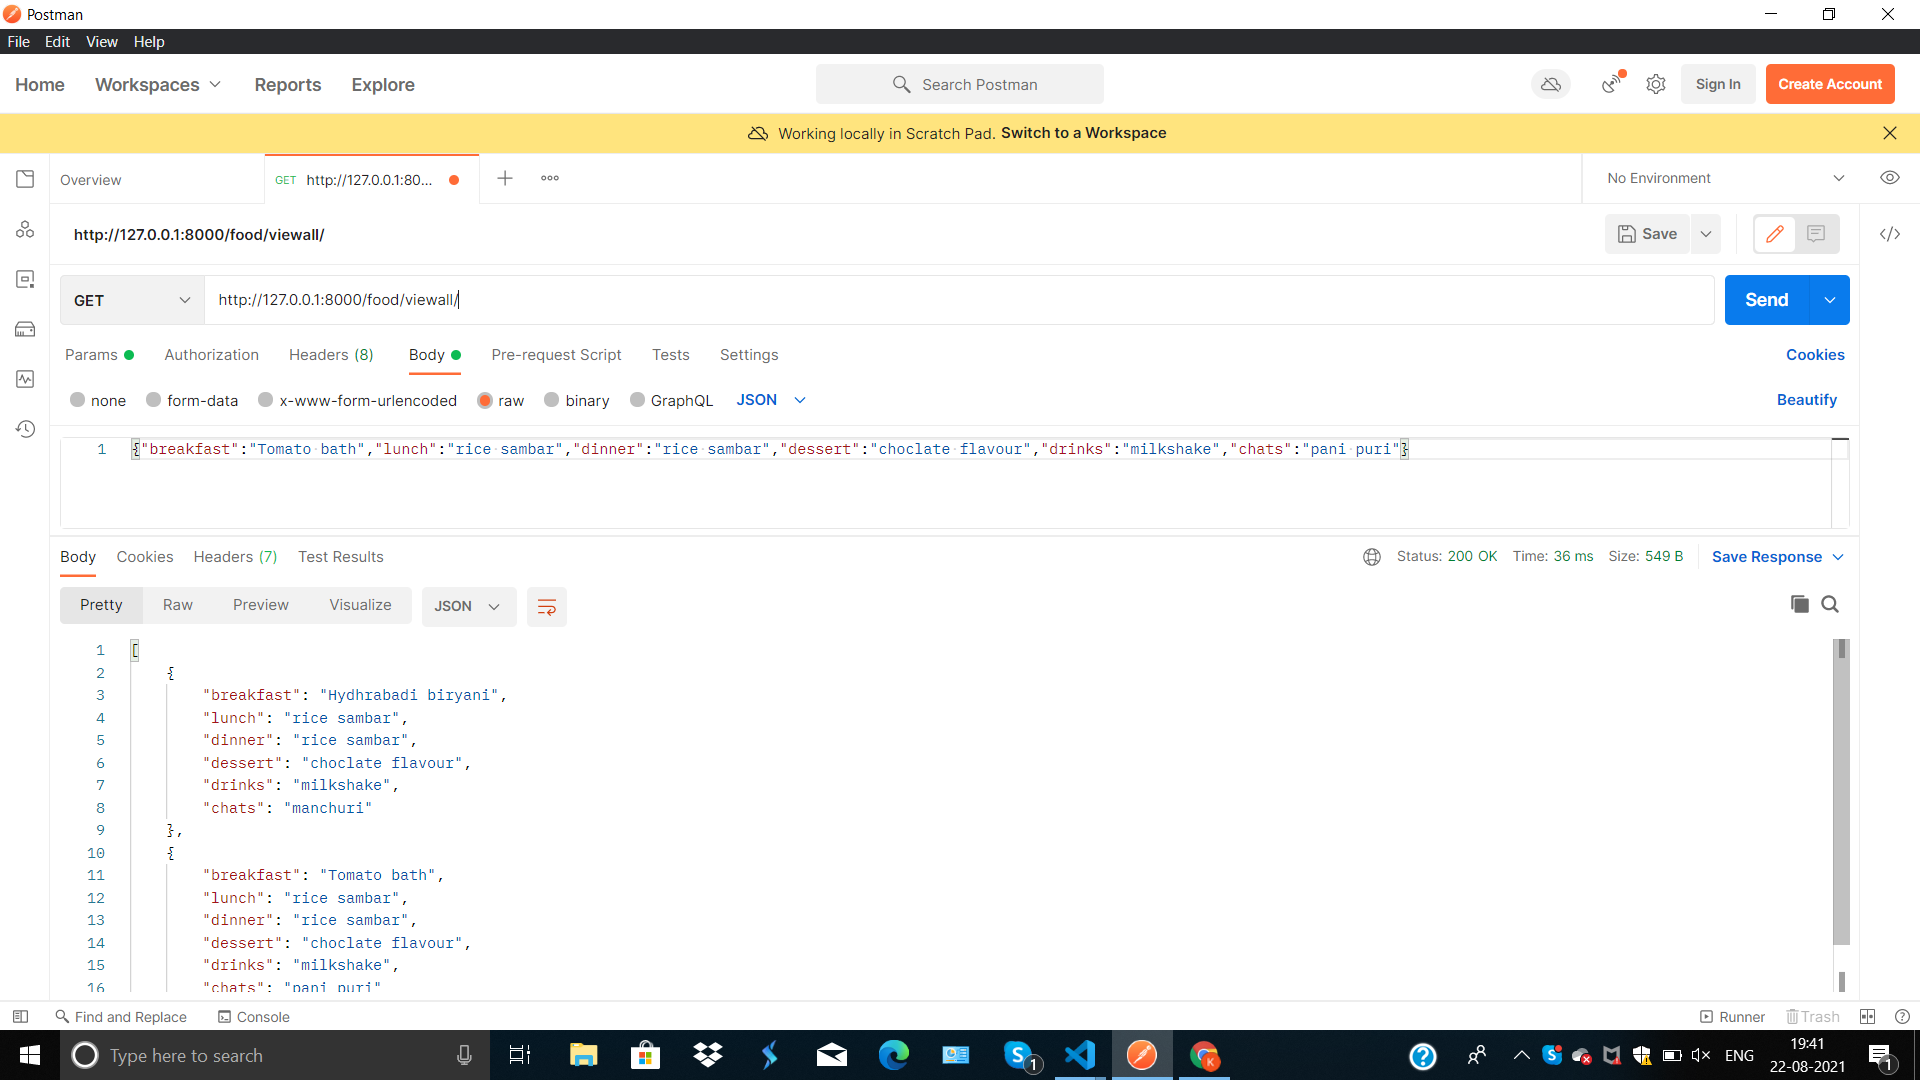 Postman
File Edit View Help
Home Workspaces Reports Explore Search Postman Sign In Create Account
Working locally in Scratch Pad. Switch to a Workspace
Overview GET http://127.0.0.1:80... No Environment
http://127.0.0.1:8000/food/viewall/ Save
GET http://127.0.0.1:8000/food/viewall/ Send
Params Authorization Headers (8) Body Pre-request Script Tests Settings Cookies
none form-data x-www-form-urlencoded raw binary GraphQL JSON Beautify
1 {"breakfast":"Tomato bath","lunch":"rice sambar","dinner":"rice sambar","dessert":"choclate flavour","drinks":"milkshake","chats":"pani puri"}
Body Cookies Headers (7) Test Results Status: 200 OK Time: 36 ms Size: 549 B Save Response
Pretty Raw Preview Visualize JSON
1 [
2 {
3 "breakfast": "Hydhrabadi biryani",
4 "lunch": "rice sambar",
5 "dinner": "rice sambar",
6 "dessert": "choclate flavour",
7 "drinks": "milkshake",
8 "chats": "manchuri"
9 },
10 {
11 "breakfast": "Tomato bath",
12 "lunch": "rice sambar",
13 "dinner": "rice sambar",
14 "dessert": "choclate flavour",
15 "drinks": "milkshake",
16 "chats": "pani puri"
Find and Replace Console Runner Trash
Type here to search 1 K ENG 19:41
22-08-2021 1